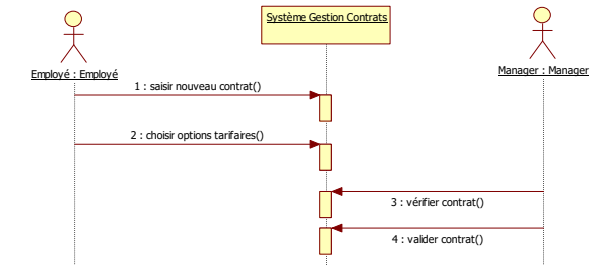 Système Gestion Contrats
Employé : Employé
Manager : Manager
1 : saisir nouveau contrat()
2 : choisir options tarifaires()
3 : vérifier contrat()
4 : valider contrat()